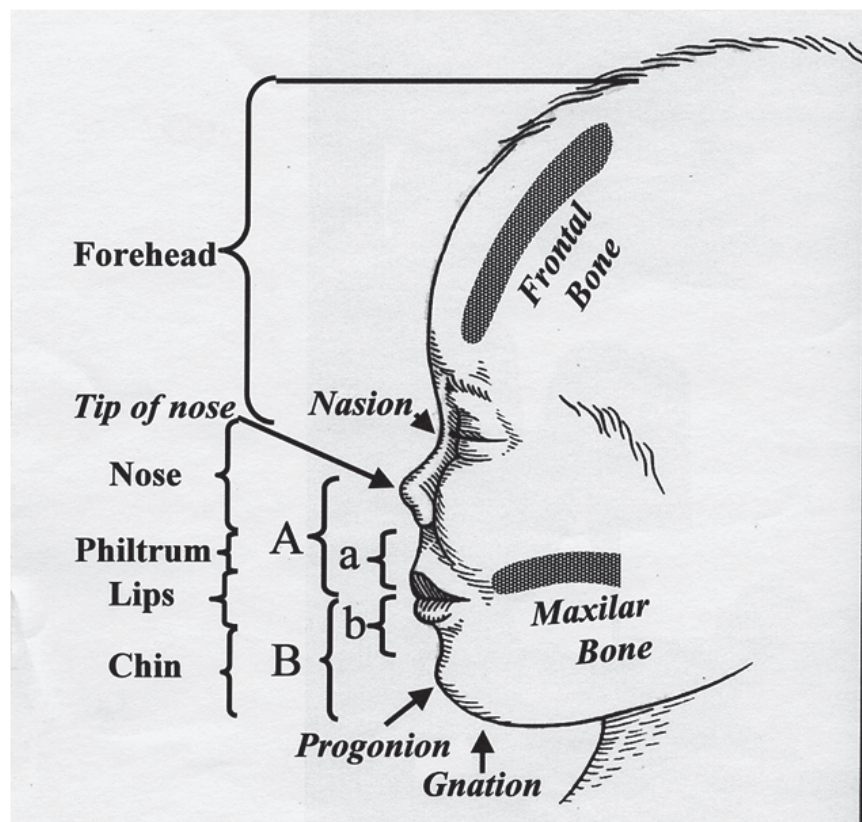 Forehead
Frontal
Bone
Tip of nose
Nasion
Nose
A
Philtrum
a
Lips
b
Maxilar
Bone
Chin
B
Progonion
Gnation